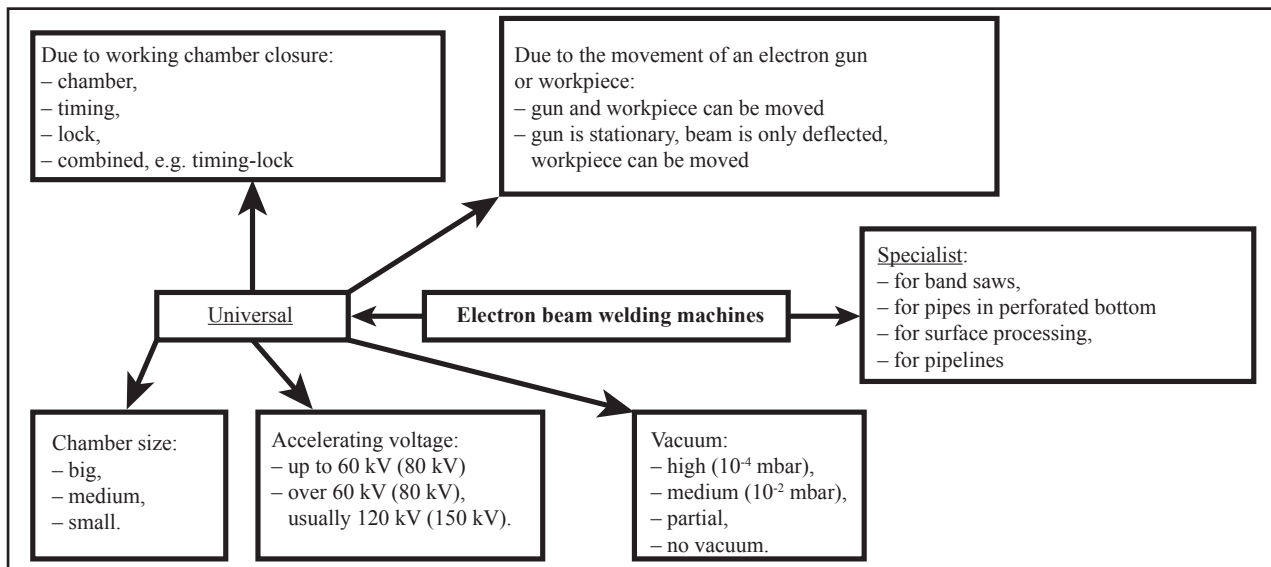 Due to working chamber closure:
– chamber,
– timing,
– lock,
– combined, e.g. timing-lock
Due to the movement of an electron gun
or workpiece:
– gun and workpiece can be moved
– gun is stationary, beam is only deflected,
workpiece can be moved
Universal
Electron beam welding machines
Specialist:
– for band saws,
– for pipes in perforated bottom
– for surface processing,
– for pipelines
Chamber size:
– big,
– medium,
– small.
Accelerating voltage:
– up to 60 kV (80 kV)
– over 60 kV (80 kV),
usually 120 kV (150 kV).
Vacuum:
– high (10⁻⁴ mbar),
– medium (10⁻² mbar),
– partial,
– no vacuum.